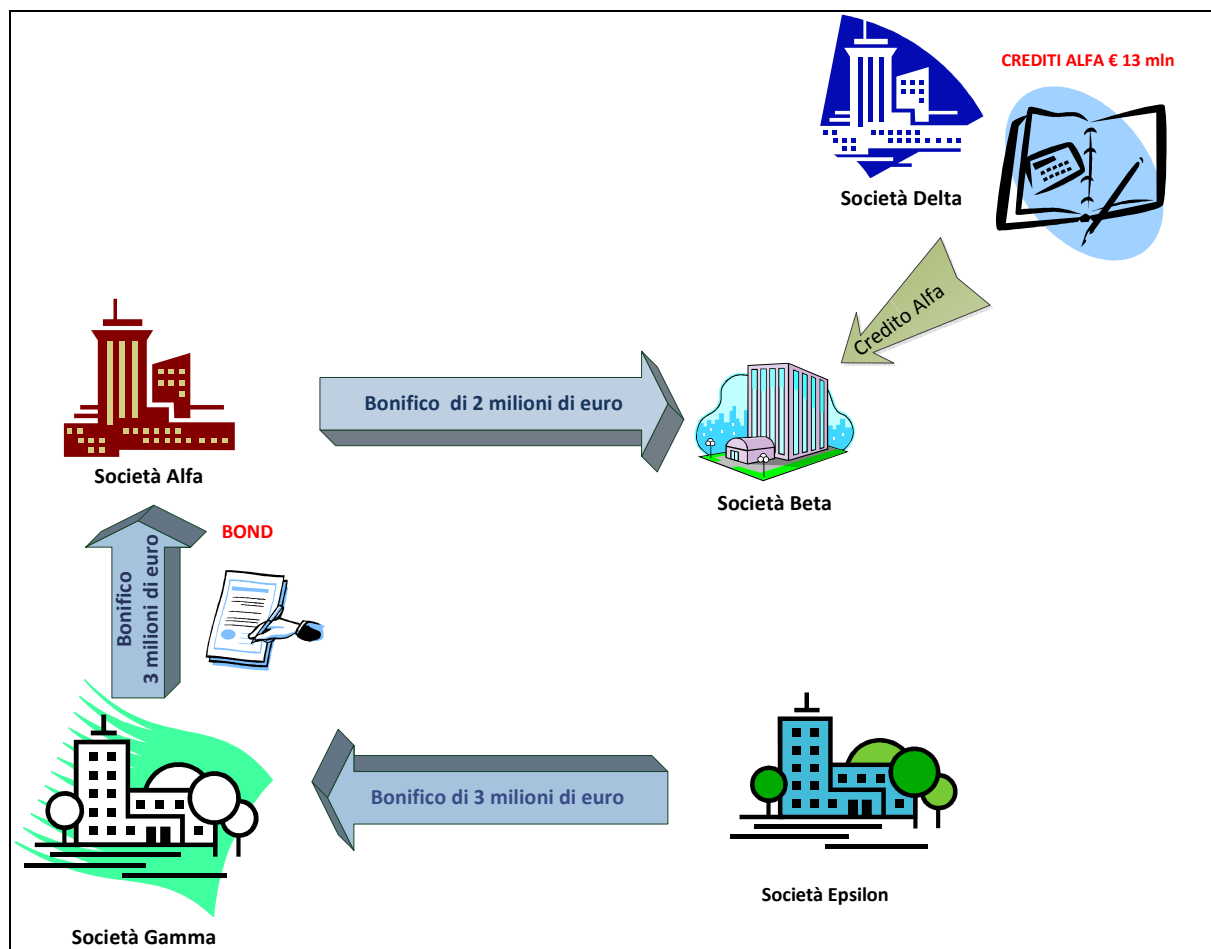 CREDITI ALFA € 13 mln
Società Delta
Credito Alfa
Bonifico di 2 milioni di euro
Società Alfa
Società Beta
BOND
Bonifico
3 milioni di euro
Bonifico di 3 milioni di euro
Società Epsilon
Società Gamma